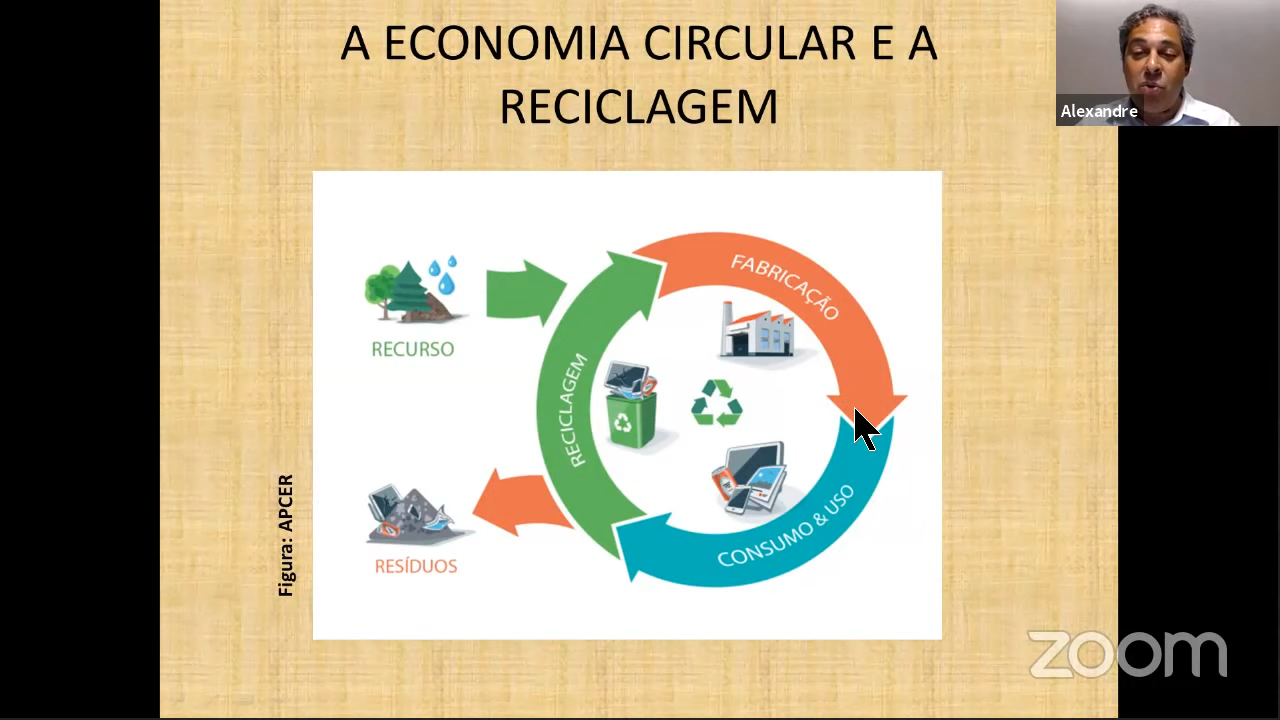 A ECONOMIA CIRCULAR E A
RECICLAGEM
Alexandre
FABRICAÇÃO
RECURSO
RECICLAGEM
CONSUMO & USO
RESÍDUOS
Figura: APCER
zoom